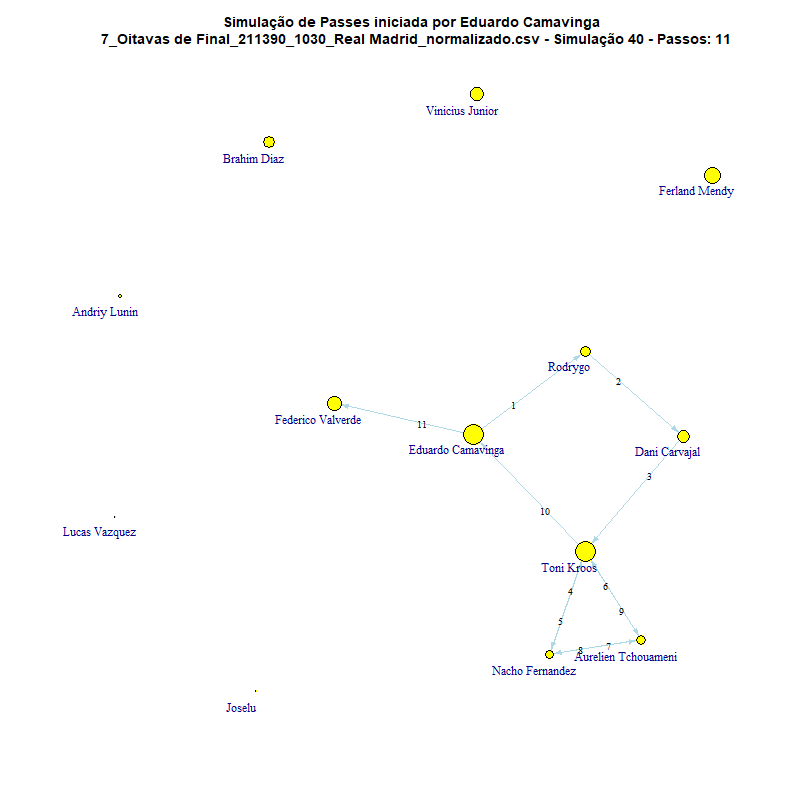 Simulação de Passes iniciada por Eduardo Camavinga
7_Oitavas de Final_211390_1030_Real Madrid_normalizado.csv - Simulação 40 - Passos: 11
Vinicius Junior
Brahim Diaz
Ferland Mendy
Andriy Lunin
Rodrygo
1
2
Federico Valverde
11
Eduardo Camavinga
Dani Carvajal
3
10
Lucas Vazquez
Toni Kroos
4
6
5
9
7
8
Aurelien Tchouameni
Nacho Fernandez
Joselu